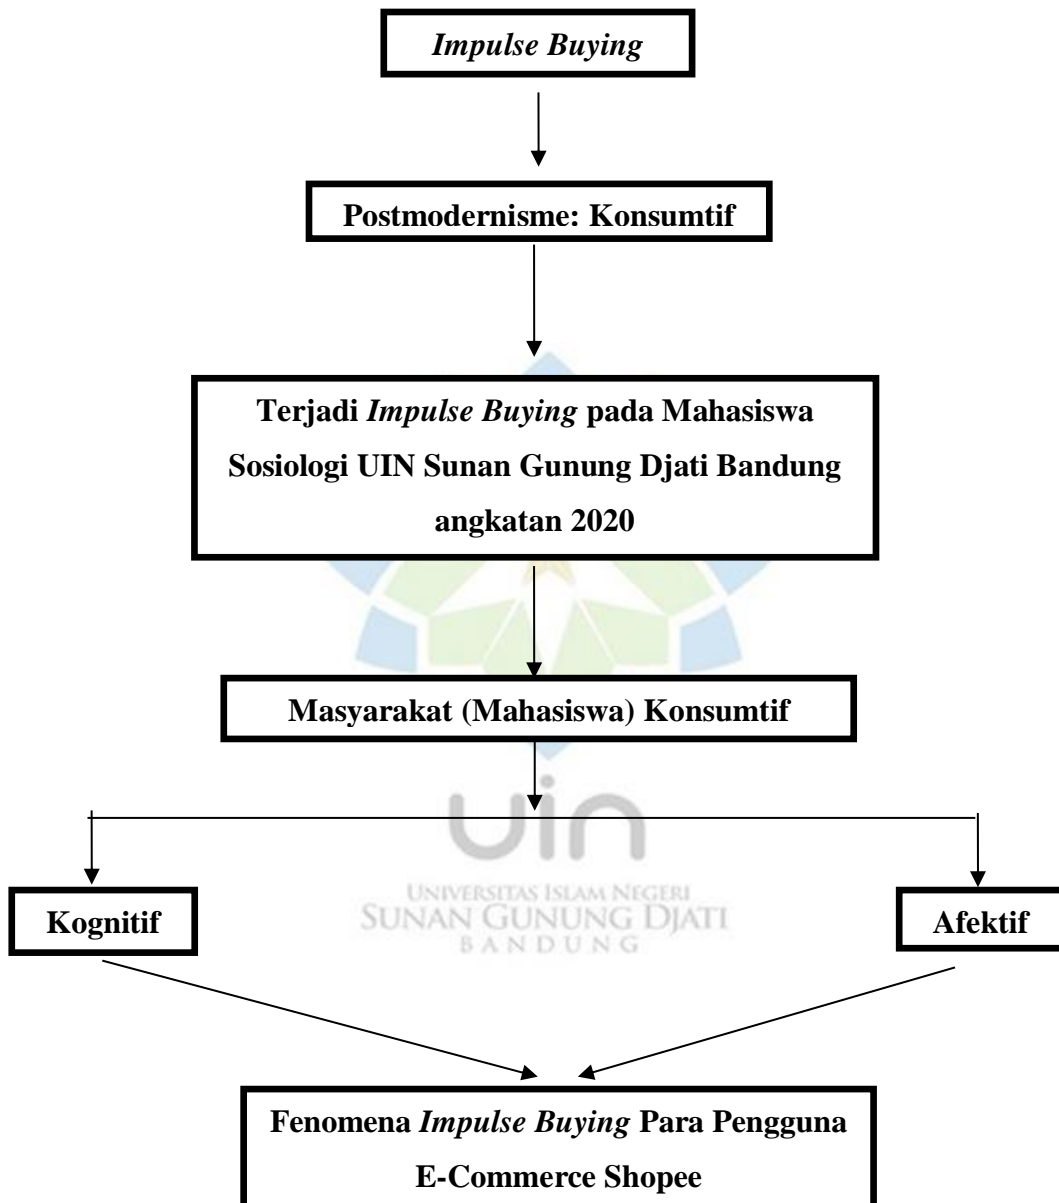 Impulse Buying
Postmodernisme: Konsumtif
Terjadi Impulse Buying pada Mahasiswa
Sosiologi UIN Sunan Gunung Djati Bandung
angkatan 2020
Masyarakat (Mahasiswa) Konsumtif
uin
UNIVERSITAS ISLAM NEGERI
SUNAN GUNUNG DJATI
BANDUNG
Kognitif
Afektif
Fenomena Impulse Buying Para Pengguna
E-Commerce Shopee